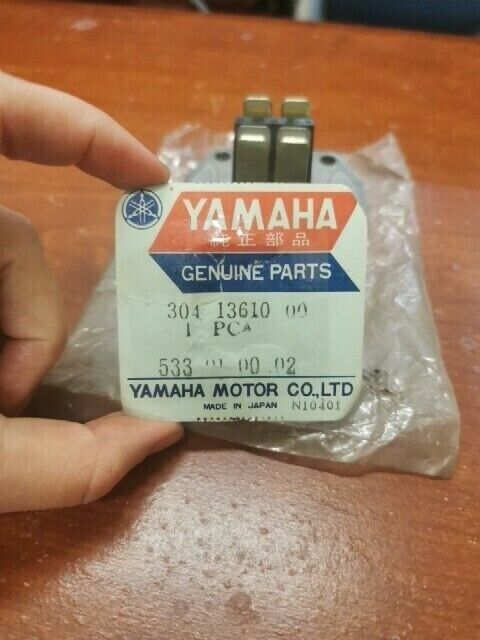 YAMAHA
純正部品
GENUINE PARTS
304 13610 00
1 PC
533 01 00 02
YAMAHA MOTOR CO.,LTD
MADE IN JAPAN N10401